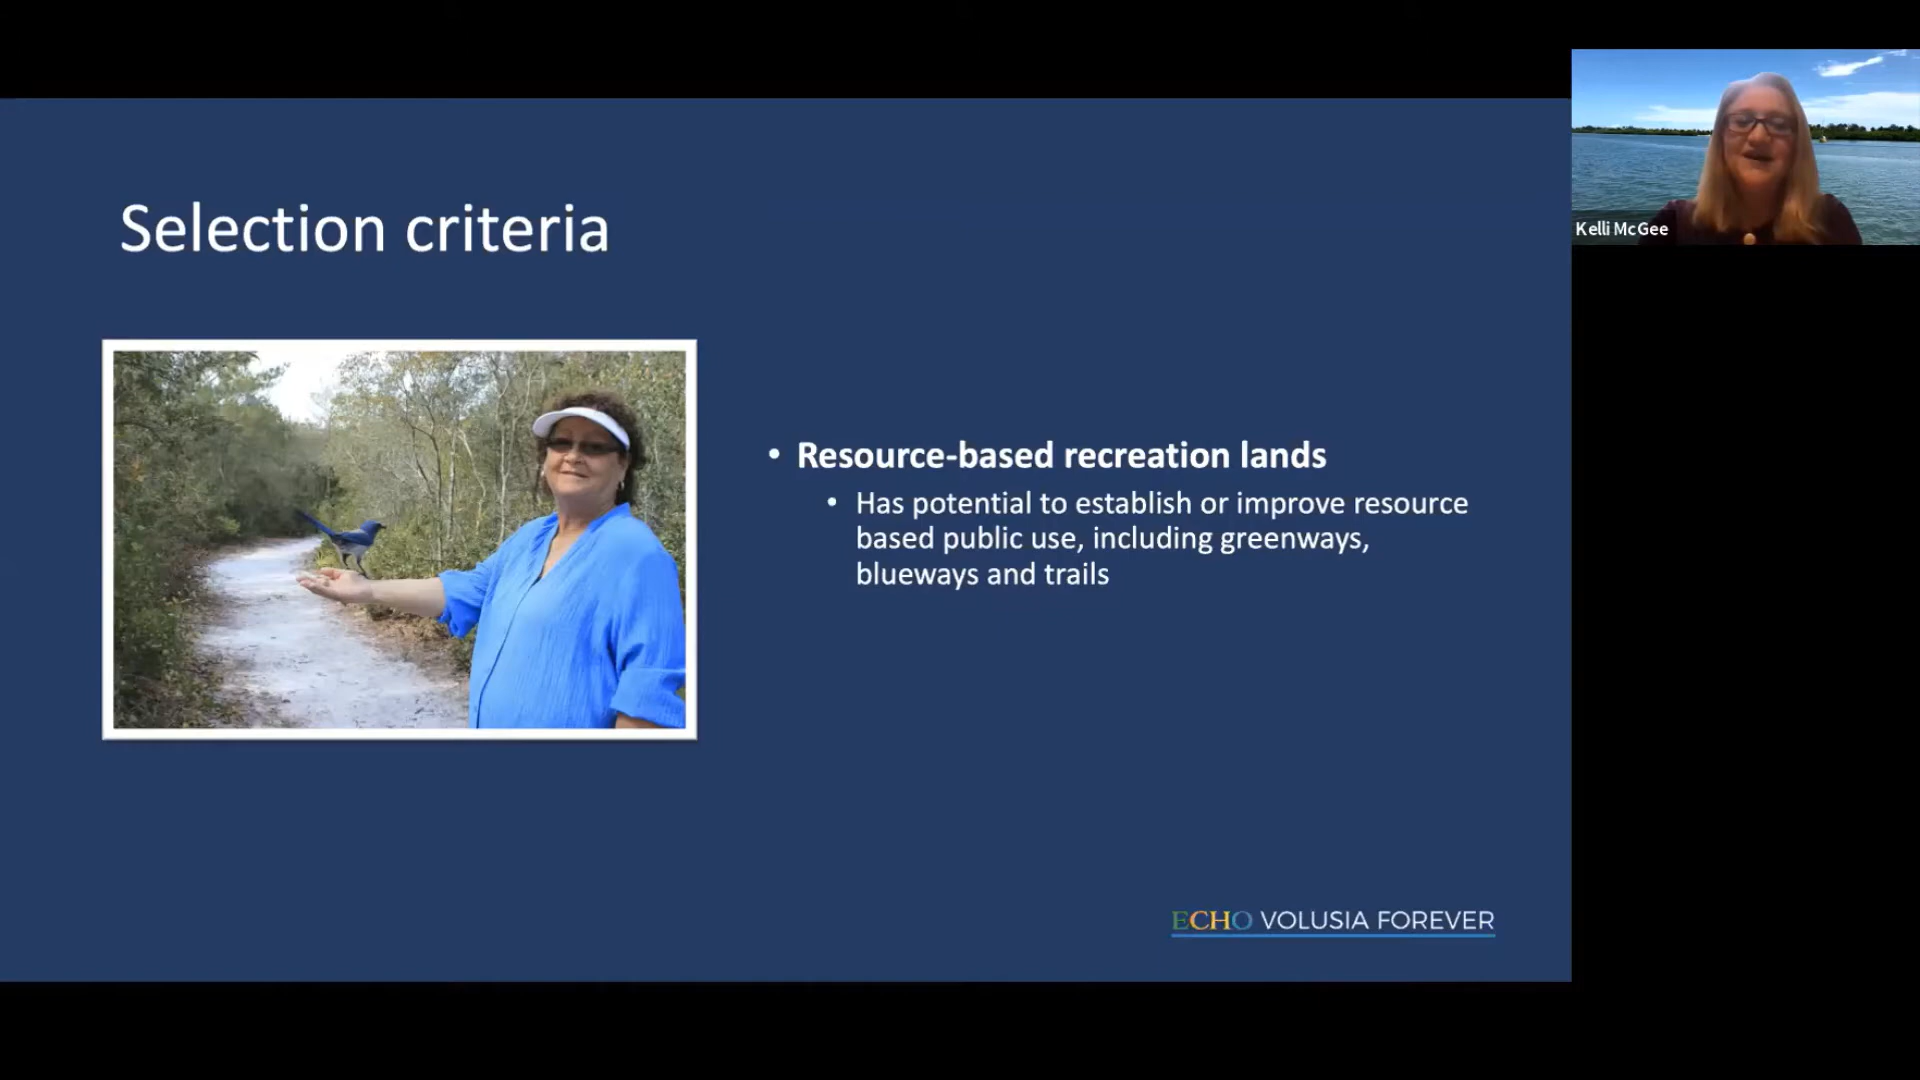 Selection criteria
Kelli McGee
• Resource-based recreation lands
• Has potential to establish or improve resource
based public use, including greenways,
blueways and trails
ECHO VOLUSIA FOREVER